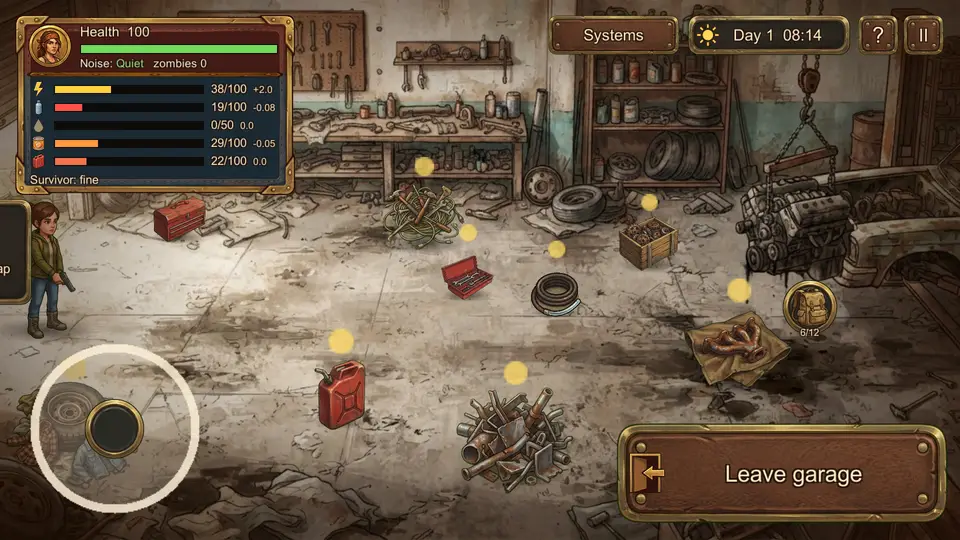 Health 100
Noise: Quiet zombies 0
38/100 +2.0
19/100 -0.08
0/50 0.0
29/100 -0.05
22/100 0.0
Survivor: fine
Systems
Day 1 08:14
?
ap
6/12
Leave garage